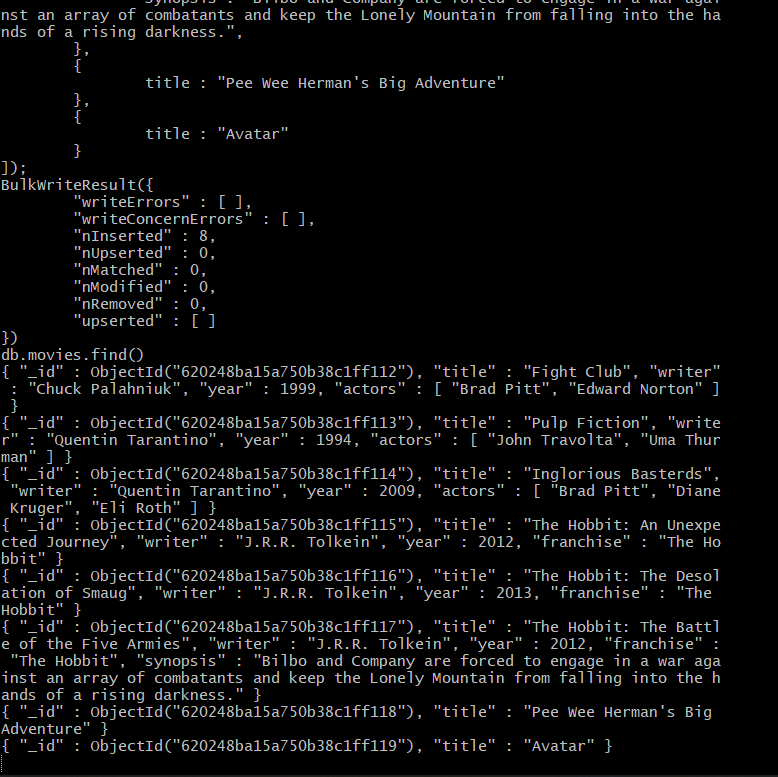 synopsis : "Bilbo and Company are forced to engage in a war agai
nst an array of combatants and keep the Lonely Mountain from falling into the ha
nds of a rising darkness.",
},
{
title : "Pee Wee Herman's Big Adventure"
},
{
title : "Avatar"
}
]);
BulkWriteResult({
"writeErrors" : [ ],
"writeConcernErrors" : [ ],
"nInserted" : 8,
"nUpserted" : 0,
"nMatched" : 0,
"nModified" : 0,
"nRemoved" : 0,
"upserted" : [ ]
})
db.movies.find()
{ "_id" : ObjectId("620248ba15a750b38c1ff112"), "title" : "Fight Club", "writer"
 : "Chuck Palahniuk", "year" : 1999, "actors" : [ "Brad Pitt", "Edward Norton" ]
 }
{ "_id" : ObjectId("620248ba15a750b38c1ff113"), "title" : "Pulp Fiction", "write
r" : "Quentin Tarantino", "year" : 1994, "actors" : [ "John Travolta", "Uma Thur
man" ] }
{ "_id" : ObjectId("620248ba15a750b38c1ff114"), "title" : "Inglorious Basterds",
 "writer" : "Quentin Tarantino", "year" : 2009, "actors" : [ "Brad Pitt", "Diane
 Kruger", "Eli Roth" ] }
{ "_id" : ObjectId("620248ba15a750b38c1ff115"), "title" : "The Hobbit: An Unexpe
cted Journey", "writer" : "J.R.R. Tolkein", "year" : 2012, "franchise" : "The Ho
bbit" }
{ "_id" : ObjectId("620248ba15a750b38c1ff116"), "title" : "The Hobbit: The Desol
ation of Smaug", "writer" : "J.R.R. Tolkein", "year" : 2013, "franchise" : "The
Hobbit" }
{ "_id" : ObjectId("620248ba15a750b38c1ff117"), "title" : "The Hobbit: The Battl
e of the Five Armies", "writer" : "J.R.R. Tolkein", "year" : 2012, "franchise" :
 "The Hobbit", "synopsis" : "Bilbo and Company are forced to engage in a war aga
inst an array of combatants and keep the Lonely Mountain from falling into the h
ands of a rising darkness." }
{ "_id" : ObjectId("620248ba15a750b38c1ff118"), "title" : "Pee Wee Herman's Big
Adventure" }
{ "_id" : ObjectId("620248ba15a750b38c1ff119"), "title" : "Avatar" }